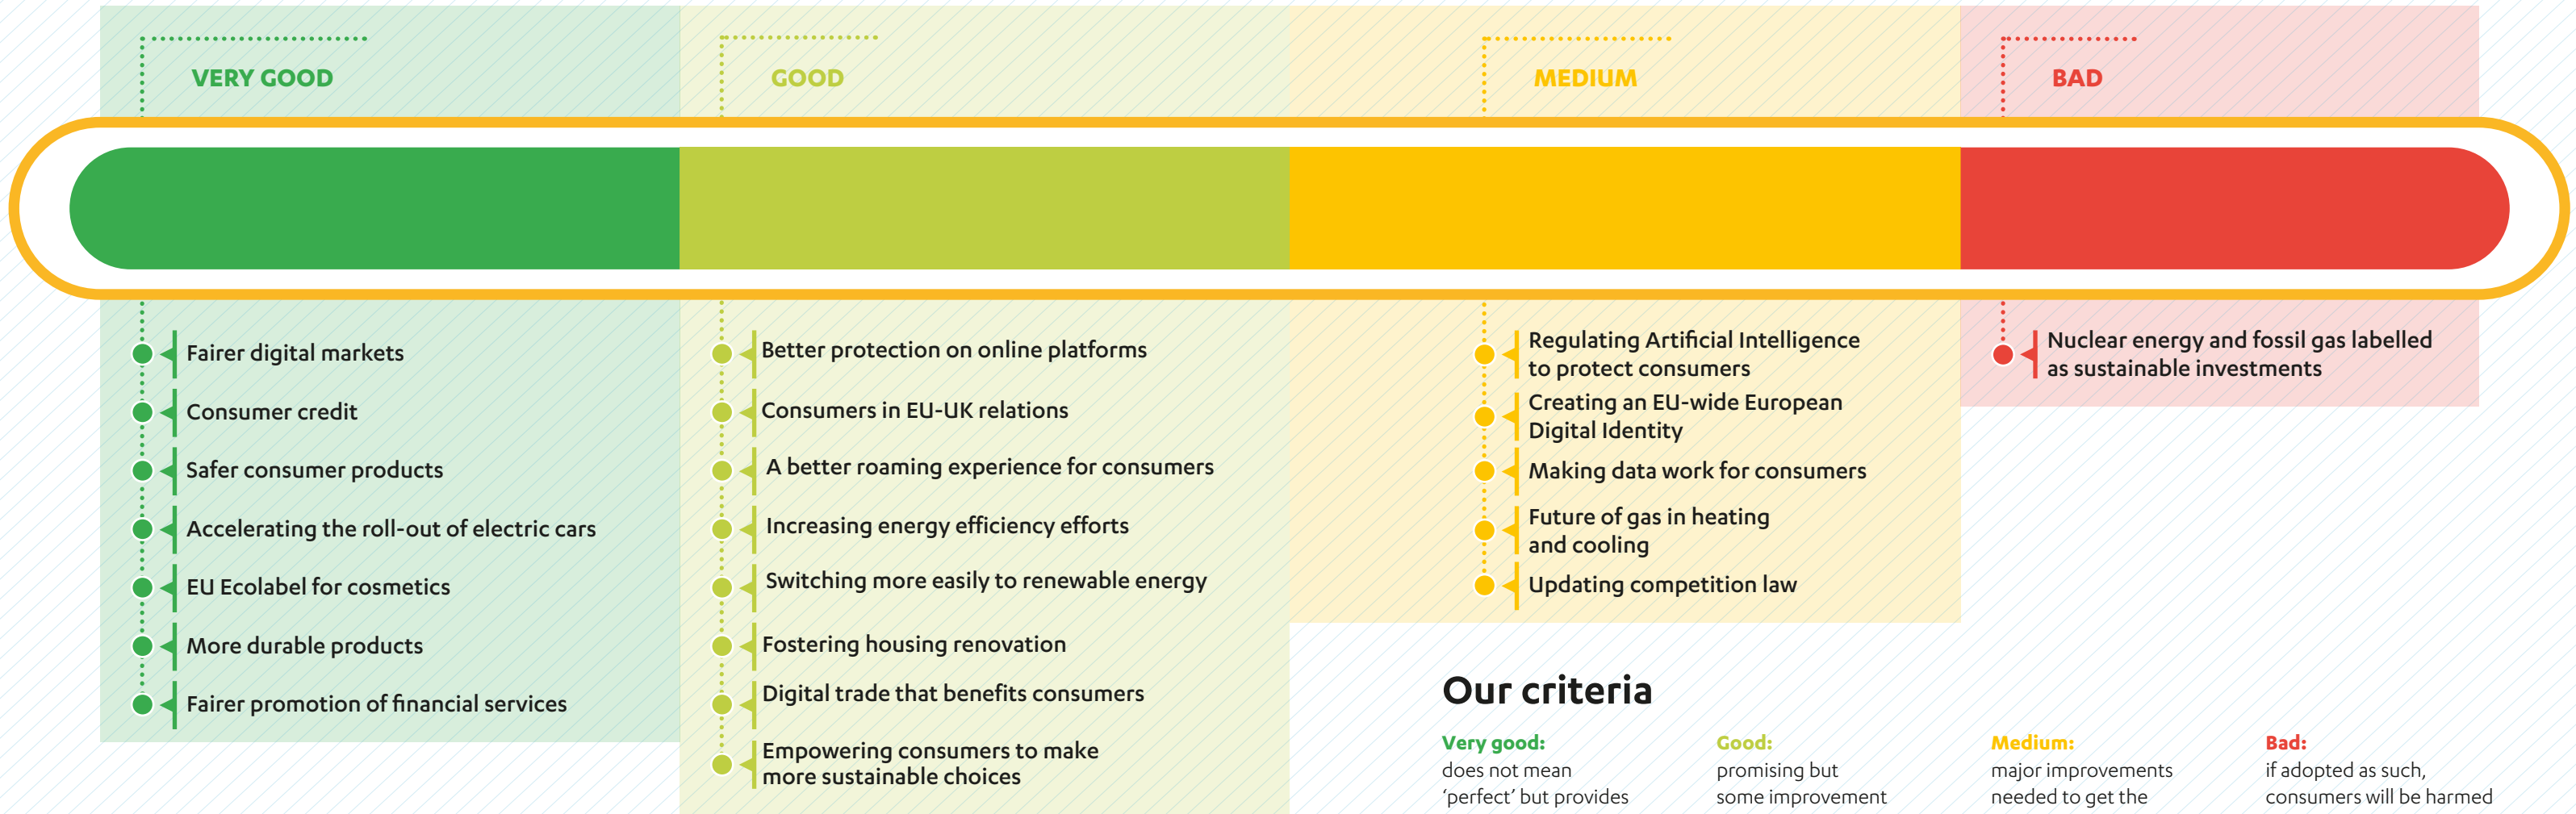 VERY GOOD
GOOD
MEDIUM
BAD
Fairer digital markets
Consumer credit
Safer consumer products
Accelerating the roll-out of electric cars
EU Ecolabel for cosmetics
More durable products
Fairer promotion of financial services
Better protection on online platforms
Consumers in EU-UK relations
A better roaming experience for consumers
Increasing energy efficiency efforts
Switching more easily to renewable energy
Fostering housing renovation
Digital trade that benefits consumers
Empowering consumers to make
more sustainable choices
Regulating Artificial Intelligence
to protect consumers
Creating an EU-wide European
Digital Identity
Making data work for consumers
Future of gas in heating
and cooling
Updating competition law
Nuclear energy and fossil gas labelled
as sustainable investments
Our criteria
Very good:
does not mean
‘perfect’ but provides
Good:
promising but
some improvement
Medium:
major improvements
needed to get the
Bad:
if adopted as such,
consumers will be harmed